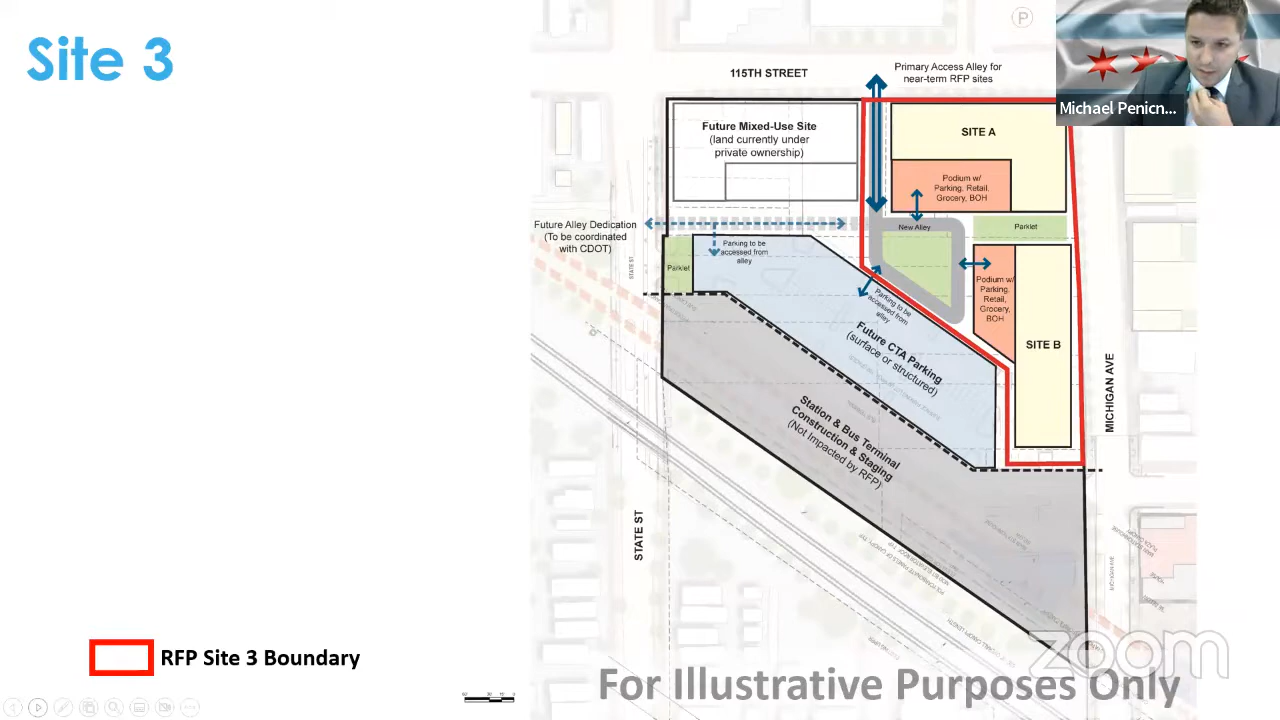 Site 3
P
115TH STREET
Primary Access Alley for
near-term RFP sites
Michael Penicn...
Future Mixed-Use Site
(land currently under
private ownership)
SITE A
Podium w/
Parking, Retail,
Grocery, BOH
Future Alley Dedication
(To be coordinated
with CDOT)
New Alley
Parklet
STATE ST
Parklet
Parking to be
accessed from
alley
Parking to be
accessed from
alley
Podium w/
Parking,
Retail,
Grocery,
BOH
SITE B
Future CTA Parking
(surface or structured)
MICHIGAN AVE
Station & Bus Terminal
Construction & Staging
(Not Impacted by RFP)
STATE ST
MICHIGAN AVE
RFP Site 3 Boundary
zoom
For Illustrative Purposes Only